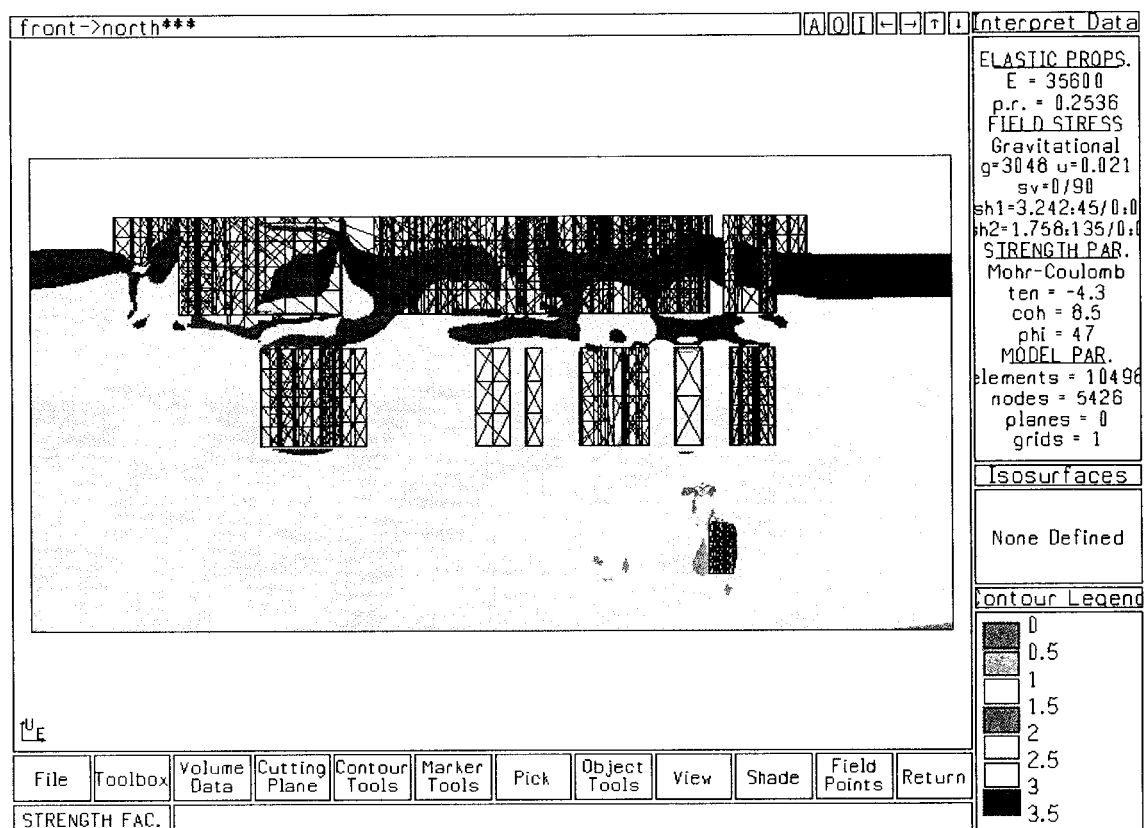 front->north***
A Q I ← → ↑ ↓
Interpret Data
ELASTIC PROPS.
E = 35600
p.r. = 0.2536
FIELD STRESS
Gravitational
g=3048 u=0.021
sv=0/90
sh1=3.242:45/0:0
sh2=1.758:135/0:0
STRENGTH PAR.
Mohr-Coulomb
ten = -4.3
coh = 8.5
phi = 47
MODEL PAR.
elements = 10496
nodes = 5426
planes = 0
grids = 1
Isosurfaces
None Defined
Contour Legend
0
0.5
1
1.5
2
2.5
3
3.5
U
E
File
Toolbox
Volume Data
Cutting Plane
Contour Tools
Marker Tools
Pick
Object Tools
View
Shade
Field Points
Return
STRENGTH FAC.